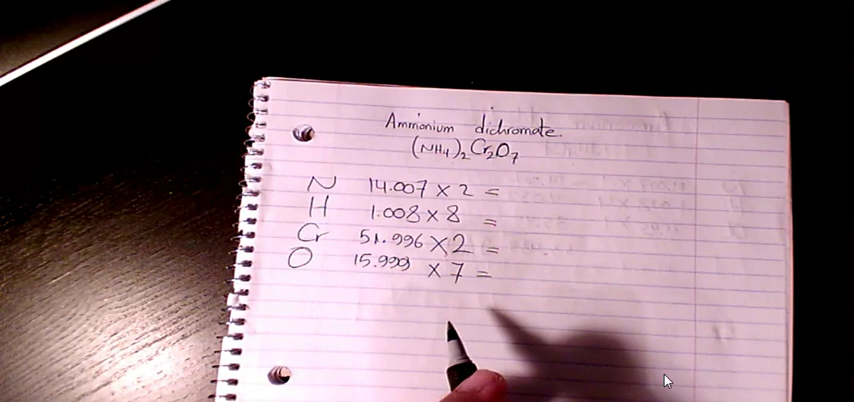 Ammonium dichromate.
(NH4)2Cr2O7
N 14.007 × 2 =
H 1.008 × 8 =
Cr 51.996 × 2 =
O 15.999 × 7 =